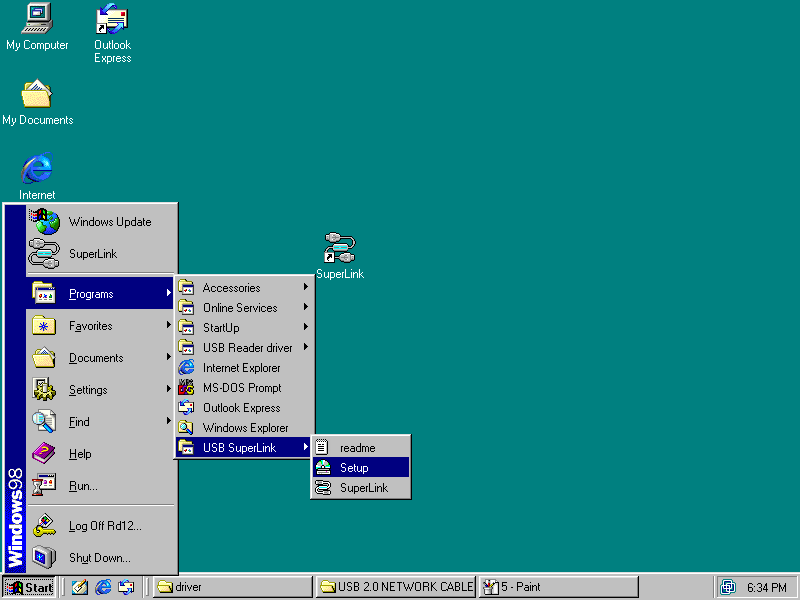 My Computer
Outlook
Express
My Documents
Internet
SuperLink
Windows Update
SuperLink
Programs
Favorites
Documents
Settings
Find
Help
Run...
Log Off Rd12...
Shut Down...
Windows98
Accessories
Online Services
StartUp
USB Reader driver
Internet Explorer
MS-DOS Prompt
Outlook Express
Windows Explorer
USB SuperLink
readme
Setup
SuperLink
Start
driver
USB 2.0 NETWORK CABLE
5 - Paint
6:34 PM